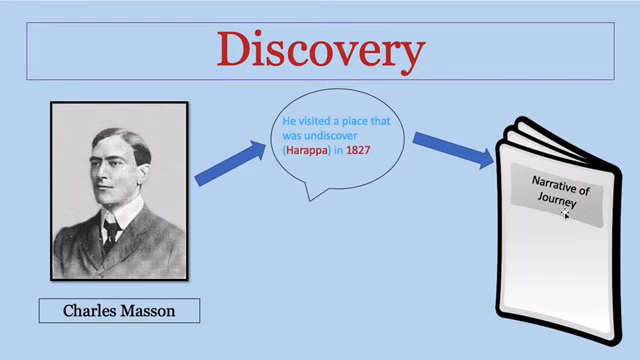 Discovery
He visited a place that
was undiscover
(Harappa) in 1827
Narrative of
Journey
Charles Masson